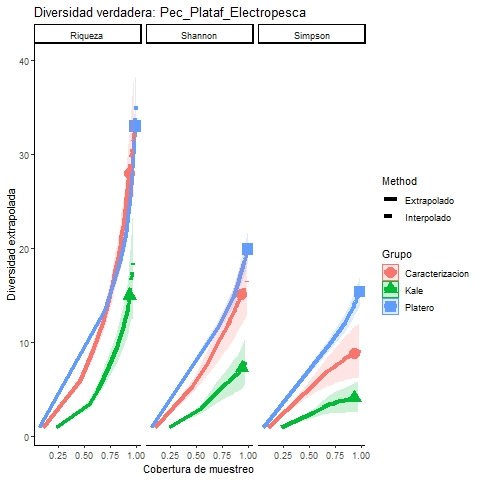 Diversidad verdadera: Pec_Plataf_Electropesca
Riqueza
Shannon
Simpson
40
30
20
10
0
Diversidad extrapolada
0.25 0.50 0.75 1.00
0.25 0.50 0.75 1.00
0.25 0.50 0.75 1.00
Cobertura de muestreo
Method
Extrapolado
Interpolado
Grupo
Caracterizacion
Kale
Platero